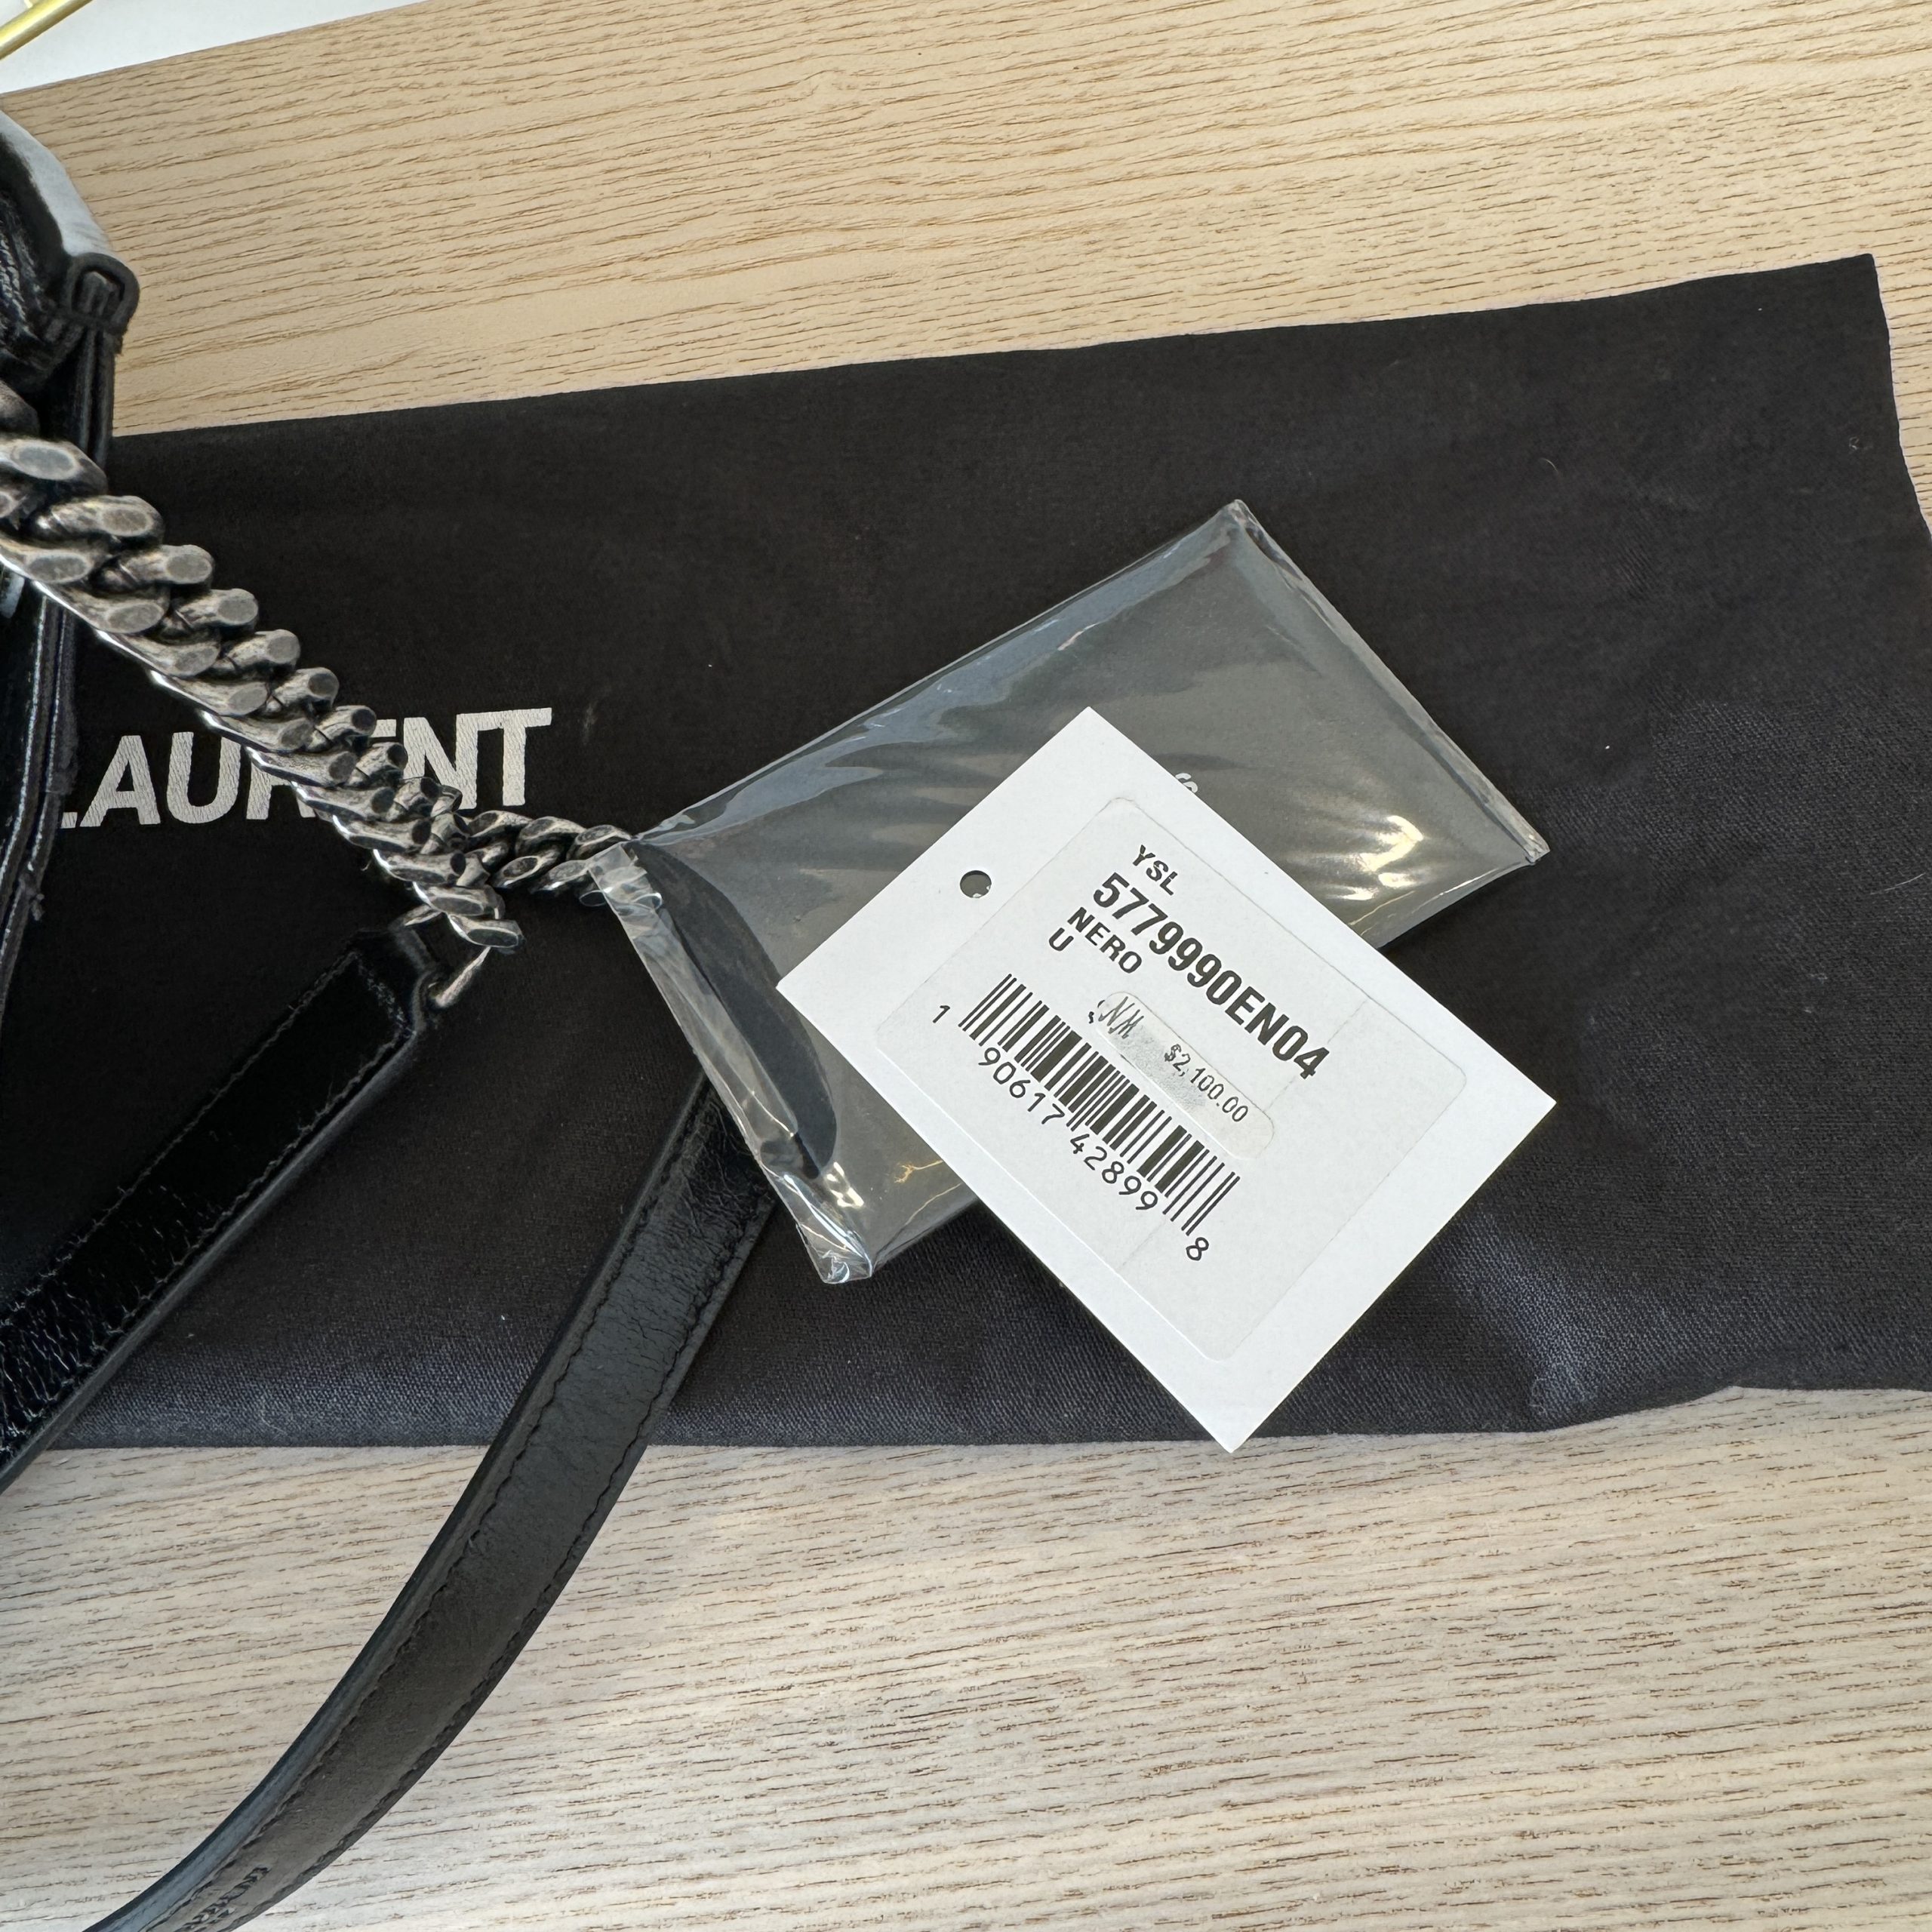 LAURENT
YSL
5779990EN04
NERO
U
NM
$2,100.00
1 90617 42899 8